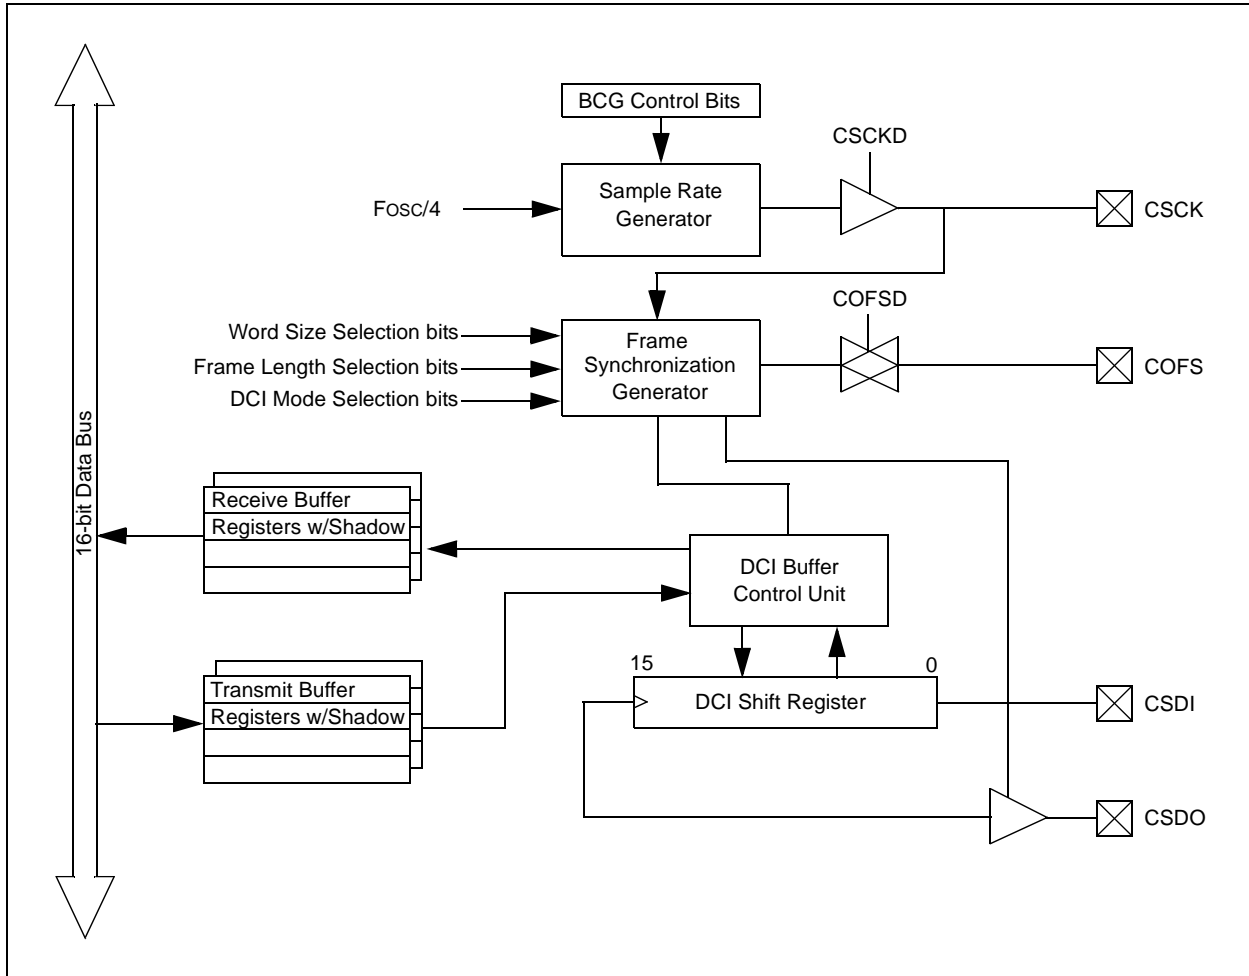 BCG Control Bits
CSCKD
Sample Rate
Generator
FOSC/4
CSCK
COFSD
Word Size Selection bits
Frame Length Selection bits
DCI Mode Selection bits
Frame
Synchronization
Generator
COFS
16-bit Data Bus
Receive Buffer
Registers w/Shadow
DCI Buffer
Control Unit
15
0
Transmit Buffer
Registers w/Shadow
DCI Shift Register
CSDI
CSDO